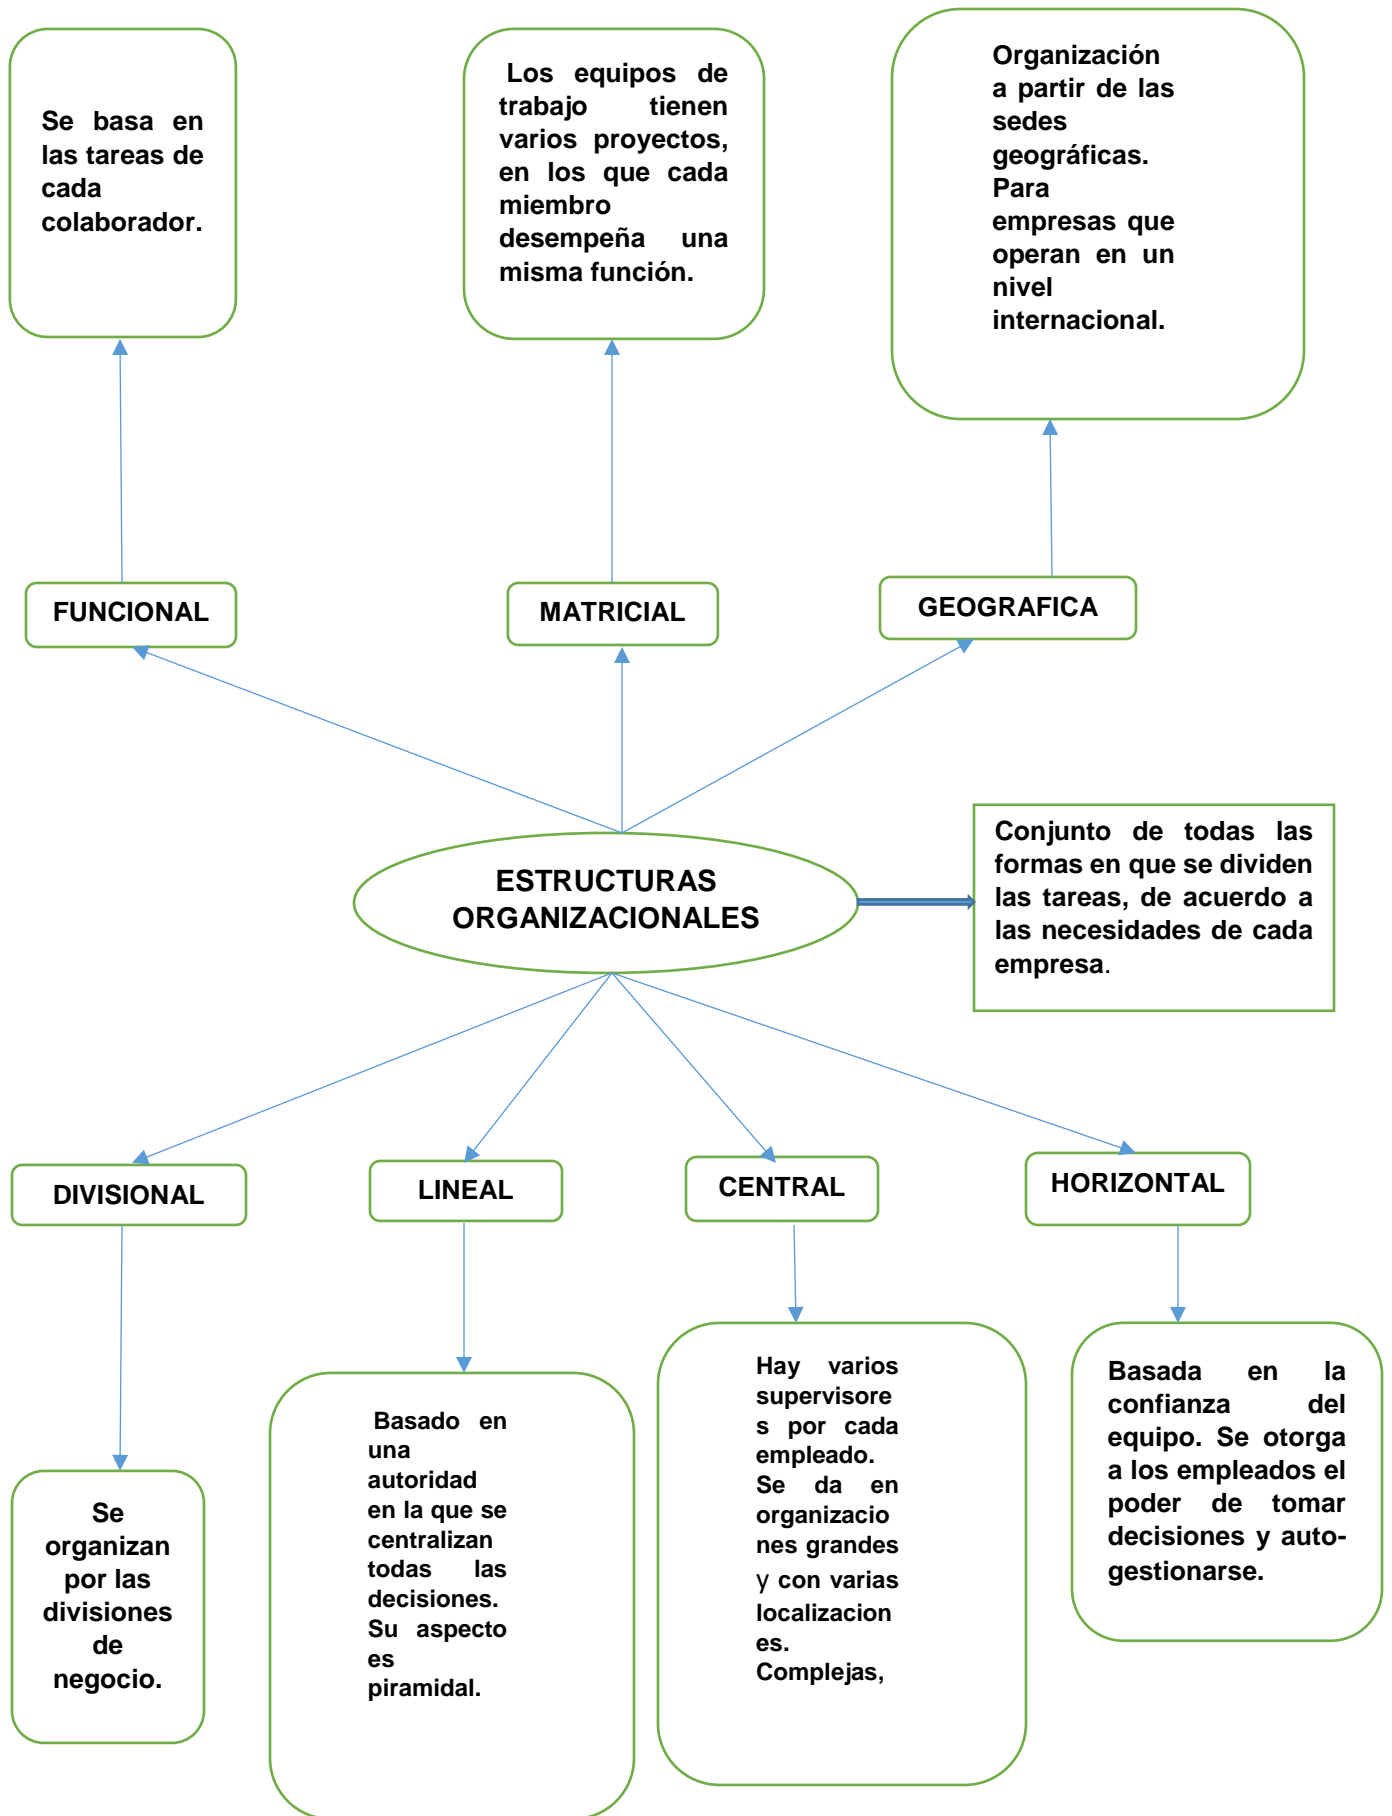 Se basa en
las tareas de
cada
colaborador.
Los equipos de
trabajo tienen
varios proyectos,
en los que cada
miembro
desempeña una
misma función.
Organización
a partir de las
sedes
geográficas.
Para
empresas que
operan en un
nivel
internacional.
FUNCIONAL
MATRICIAL
GEOGRAFICA
ESTRUCTURAS
ORGANIZACIONALES
Conjunto de todas las
formas en que se dividen
las tareas, de acuerdo a
las necesidades de cada
empresa.
DIVISIONAL
LINEAL
CENTRAL
HORIZONTAL
Se
organizan
por las
divisiones
de
negocio.
Basado en
una
autoridad
en la que se
centralizan
todas las
decisiones.
Su aspecto
es
piramidal.
Hay varios
supervisore
s por cada
empleado.
Se da en
organizacio
nes grandes
y con varias
localizacion
es.
Complejas,
Basada en la
confianza del
equipo. Se otorga
a los empleados el
poder de tomar
decisiones y auto-
gestionarse.